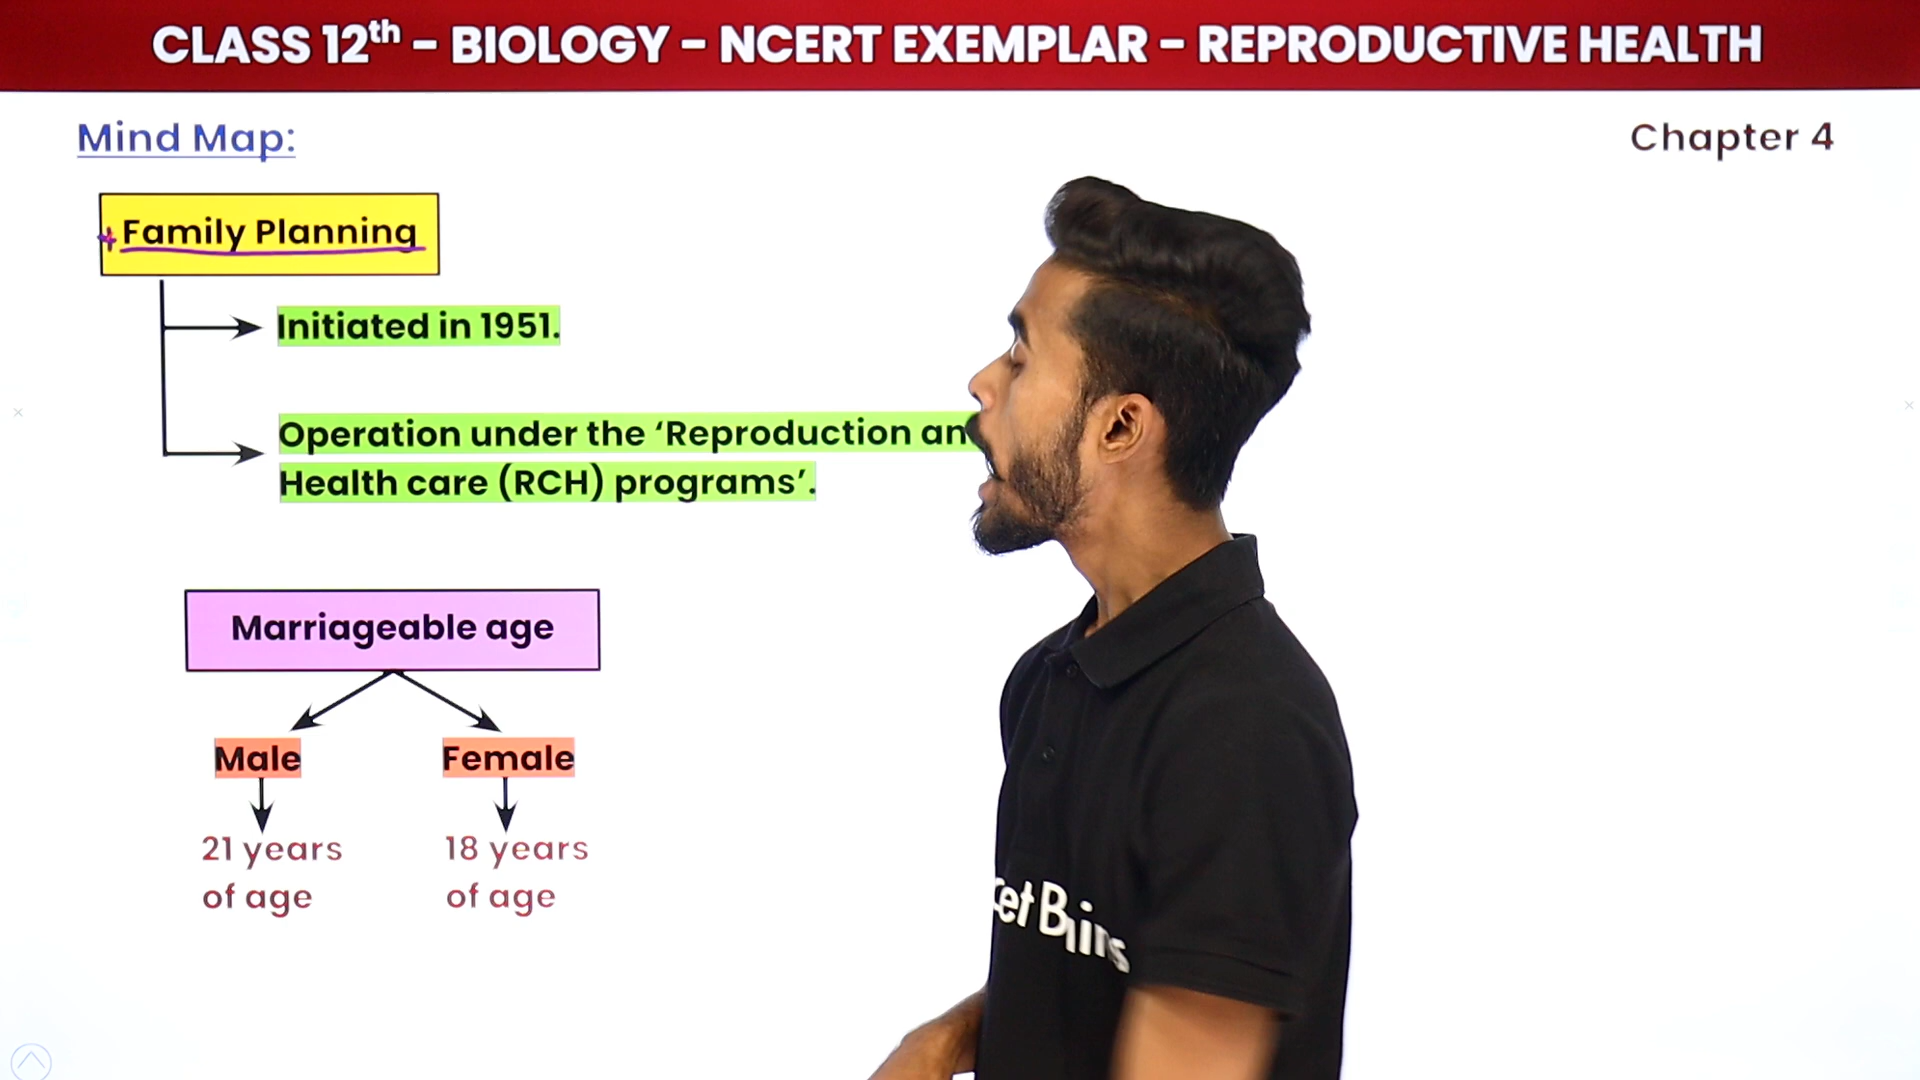 CLASS 12th - BIOLOGY - NCERT EXEMPLAR - REPRODUCTIVE HEALTH
Mind Map:
Chapter 4
Family Planning
Initiated in 1951.
Operation under the ‘Reproduction
Health care (RCH) programs’.
Marriageable age
Male
Female
21 years
of age
18 years
of age